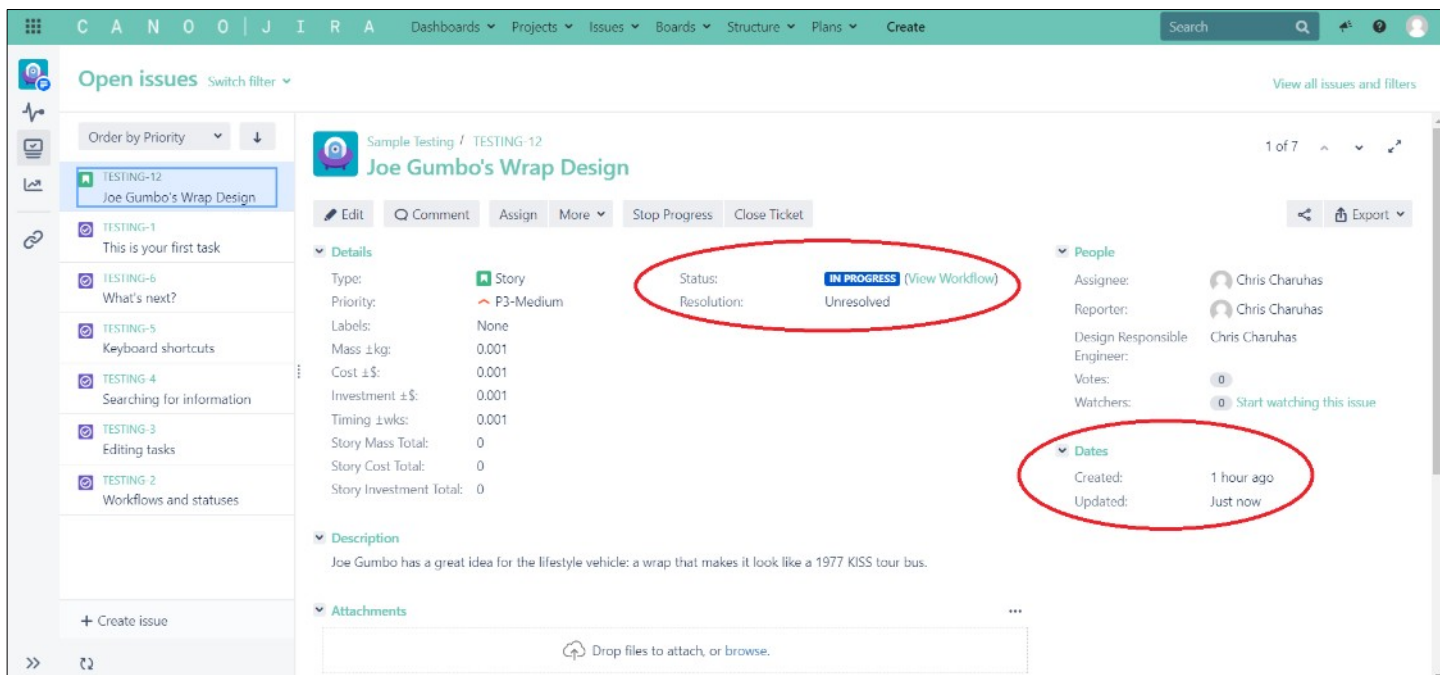 CANOO|JIRA Dashboards Projects Issues Boards Structure Plans Create Search
Open issues Switch filter
View all issues and filters
Order by Priority
TESTING-12
Joe Gumbo's Wrap Design
TESTING-1
This is your first task
TESTING-6
What's next?
TESTING-5
Keyboard shortcuts
TESTING-4
Searching for information
TESTING-3
Editing tasks
TESTING-2
Workflows and statuses
+ Create issue
Sample Testing / TESTING-12
Joe Gumbo's Wrap Design
1 of 7
Edit Comment Assign More Stop Progress Close Ticket Export
Details
Type: Story
Priority: P3-Medium
Labels: None
Mass ±kg: 0.001
Cost ±$: 0.001
Investment ±$: 0.001
Timing ±wks: 0.001
Story Mass Total: 0
Story Cost Total: 0
Story Investment Total: 0
Status: IN PROGRESS (View Workflow)
Resolution: Unresolved
People
Assignee: Chris Charuhas
Reporter: Chris Charuhas
Design Responsible Chris Charuhas
Engineer:
Votes: 0
Watchers: 0 Start watching this issue
Dates
Created: 1 hour ago
Updated: Just now
Description
Joe Gumbo has a great idea for the lifestyle vehicle: a wrap that makes it look like a 1977 KISS tour bus.
Attachments
Drop files to attach, or browse.